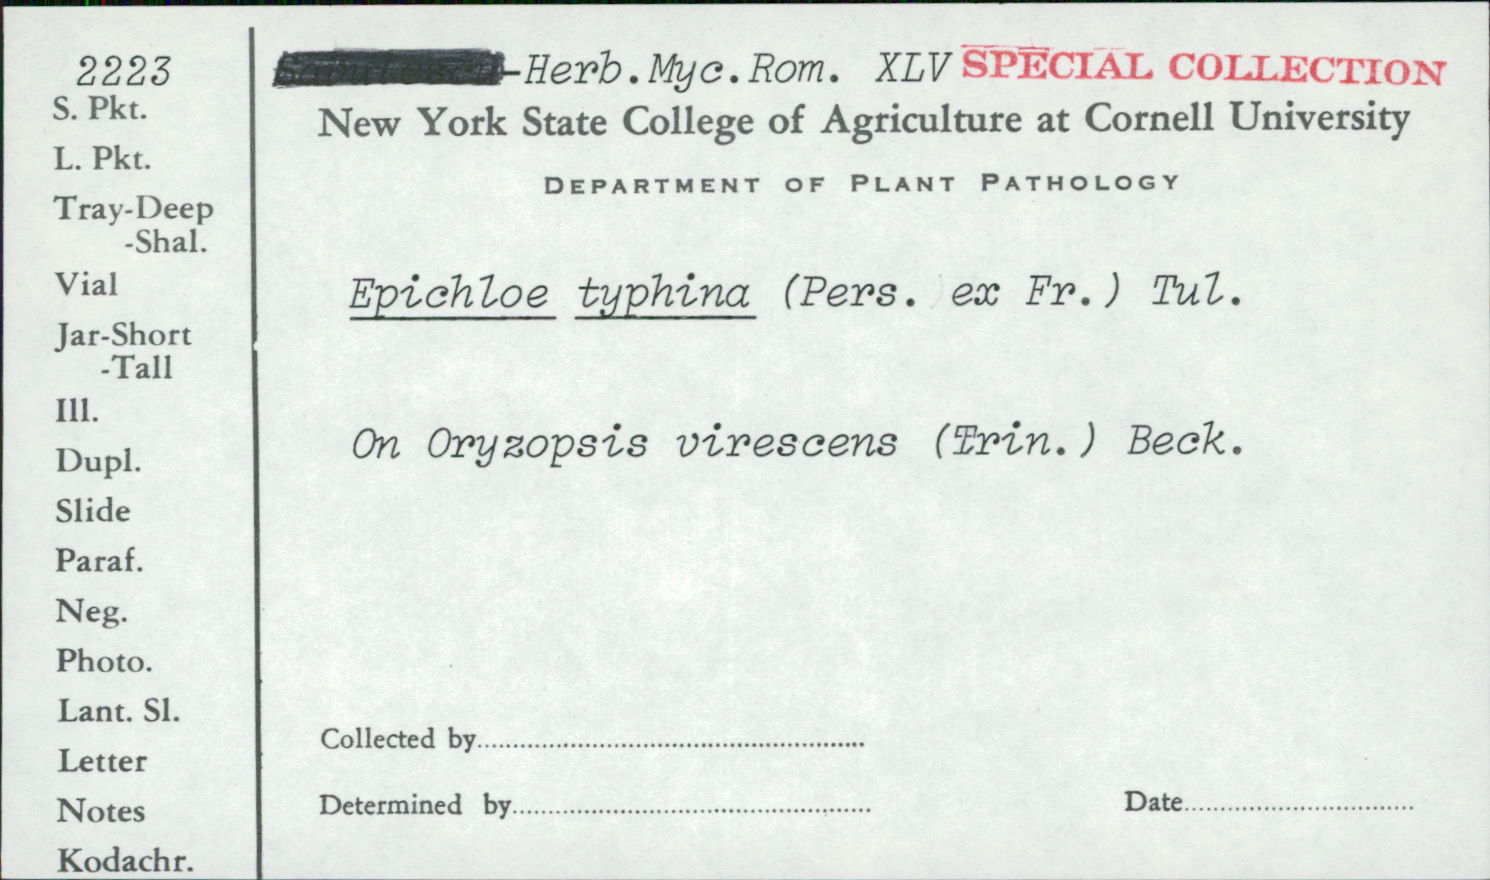 2223
S. Pkt.
L. Pkt.
Tray-Deep
-Shal.
Vial
Jar-Short
-Tall
Ill.
Dupl.
Slide
Paraf.
Neg.
Photo.
Lant. Sl.
Letter
Notes
Kodachr.
-Herb.Myc.Rom. XLV SPECIAL COLLECTION
New York State College of Agriculture at Cornell University
DEPARTMENT OF PLANT PATHOLOGY
Epichloe typhina (Pers. ex Fr.) Tul.
On Oryzopsis virescens (Trin.) Beck.
Collected by
Determined by
Date